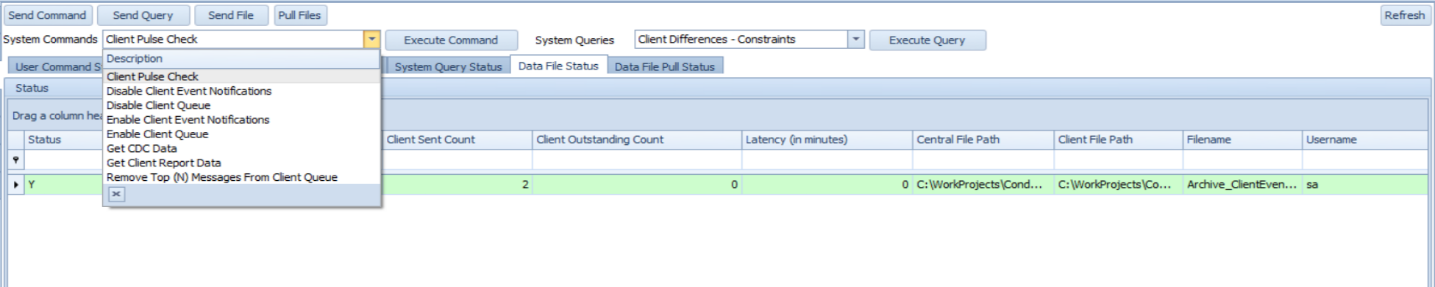 Send Command Send Query Send File Pull Files Refresh
System Commands Client Pulse Check Execute Command System Queries Client Differences - Constraints Execute Query
Description
User Command S System Query Status Data File Status Data File Pull Status
Client Pulse Check
Status
Disable Client Event Notifications
Disable Client Queue
Drag a column hea
Enable Client Event Notifications
Enable Client Queue
Status Client Sent Count Client Outstanding Count Latency (in minutes) Central File Path Client File Path Filename Username
Get CDC Data
Get Client Report Data
Remove Top (N) Messages From Client Queue
Y 2 0 0 C:\WorkProjects\Cond... C:\WorkProjects\Co... Archive_ClientEven... sa